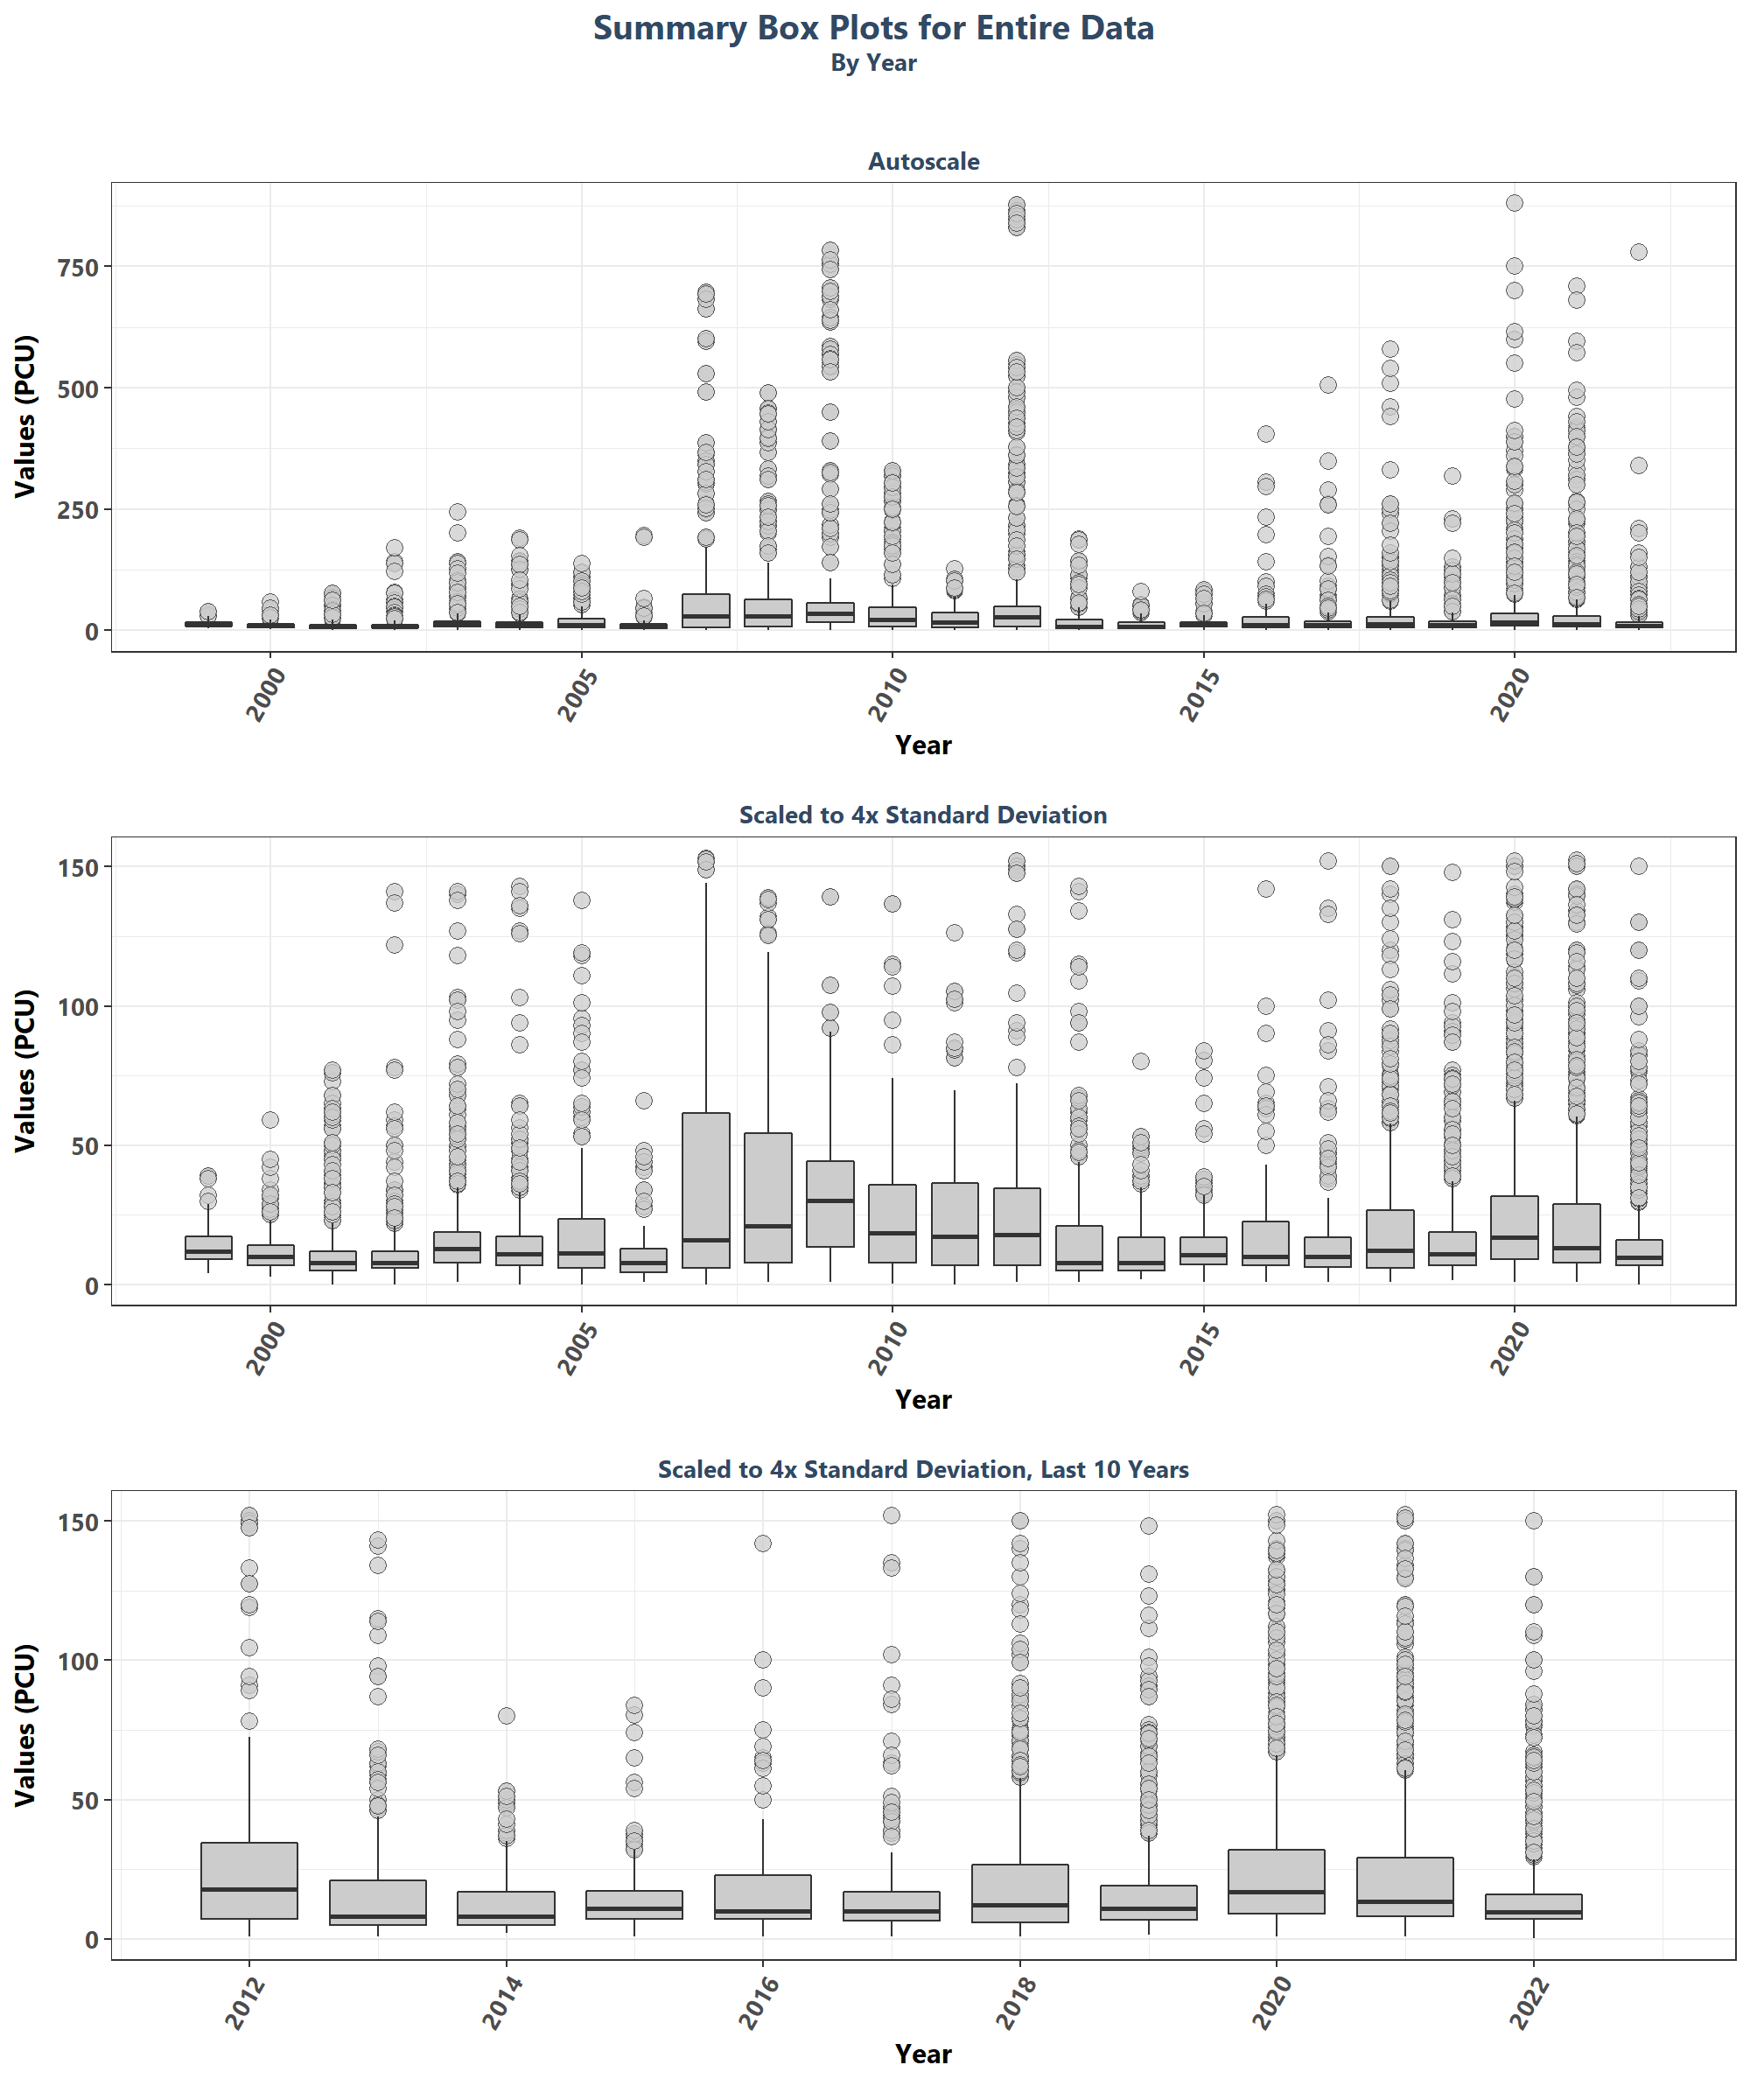 Summary Box Plots for Entire Data
By Year
Autoscale
Values (PCU)
750
500
250
0
2000
2005
2010
2015
2020
Year
Scaled to 4x Standard Deviation
Values (PCU)
150
100
50
0
2000
2005
2010
2015
2020
Year
Scaled to 4x Standard Deviation, Last 10 Years
Values (PCU)
150
100
50
0
2012
2014
2016
2018
2020
2022
Year